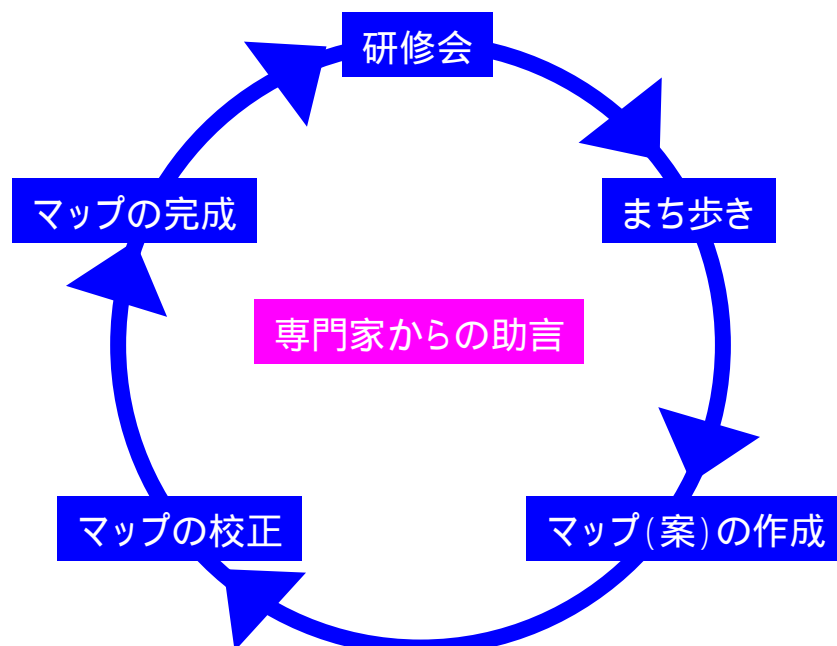 研修会
マップの完成
まち歩き
専門家からの助言
マップの校正
マップ(案)の作成